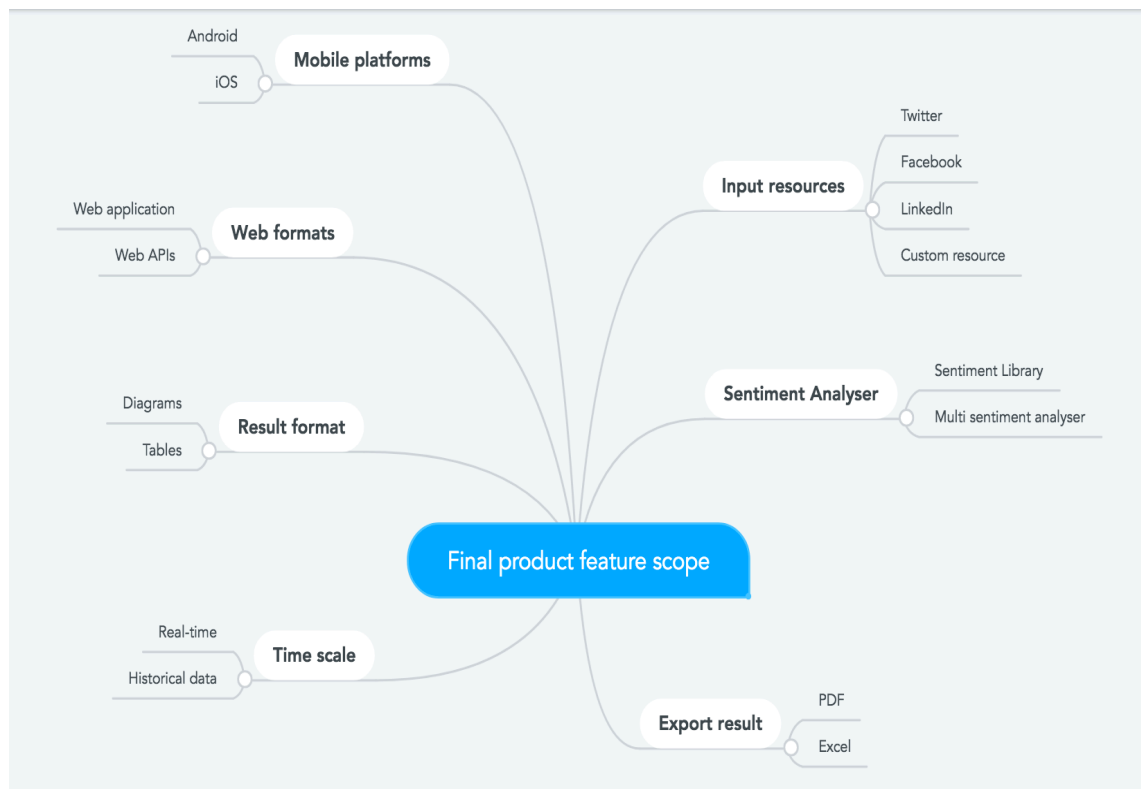 Android
Mobile platforms
iOS
Twitter
Facebook
Input resources
LinkedIn
Custom resource
Web application
Web formats
Web APIs
Sentiment Library
Sentiment Analyser
Multi sentiment analyser
Diagrams
Result format
Tables
Final product feature scope
Real-time
Time scale
Historical data
PDF
Export result
Excel